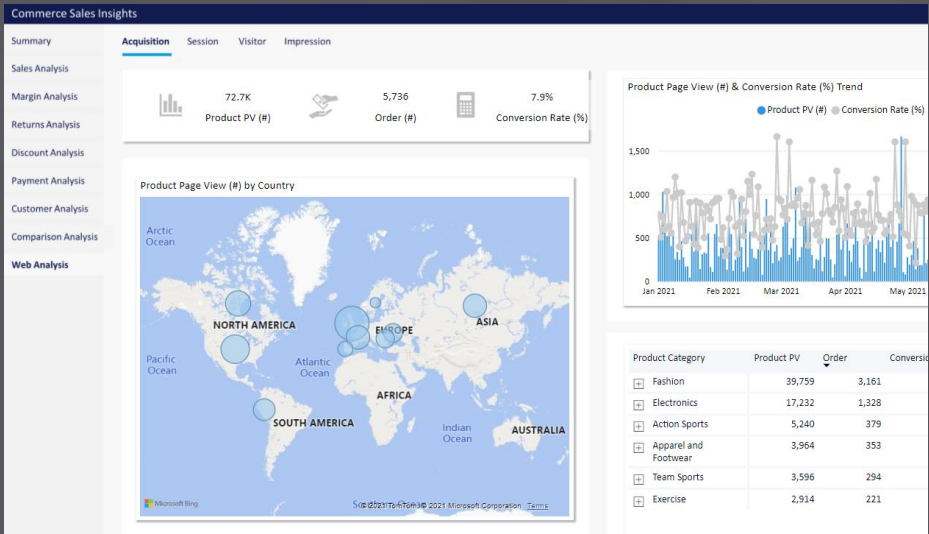 Commerce Sales Insights
Summary
Sales Analysis
Margin Analysis
Returns Analysis
Discount Analysis
Payment Analysis
Customer Analysis
Comparison Analysis
Web Analysis
Acquisition Session Visitor Impression
72.7K
Product PV (#)
5,736
Order (#)
7.9%
Conversion Rate (%)
Product Page View (#) by Country
Arctic
Ocean
NORTH AMERICA
EUROPE
ASIA
Pacific
Ocean
Atlantic
Ocean
AFRICA
SOUTH AMERICA
Indian
Ocean
AUSTRALIA
Microsoft Bing
© 2021 TomTom, © 2021 Microsoft Corporation Terms
Product Page View (#) & Conversion Rate (%) Trend
Product PV (#) Conversion Rate (%)
1,500
1,000
500
0
Jan 2021 Feb 2021 Mar 2021 Apr 2021 May 2021
Product Category Product PV Order Conversio
Fashion 39,759 3,161
Electronics 17,232 1,328
Action Sports 5,240 379
Apparel and 3,964 353
Footwear
Team Sports 3,596 294
Exercise 2,914 221